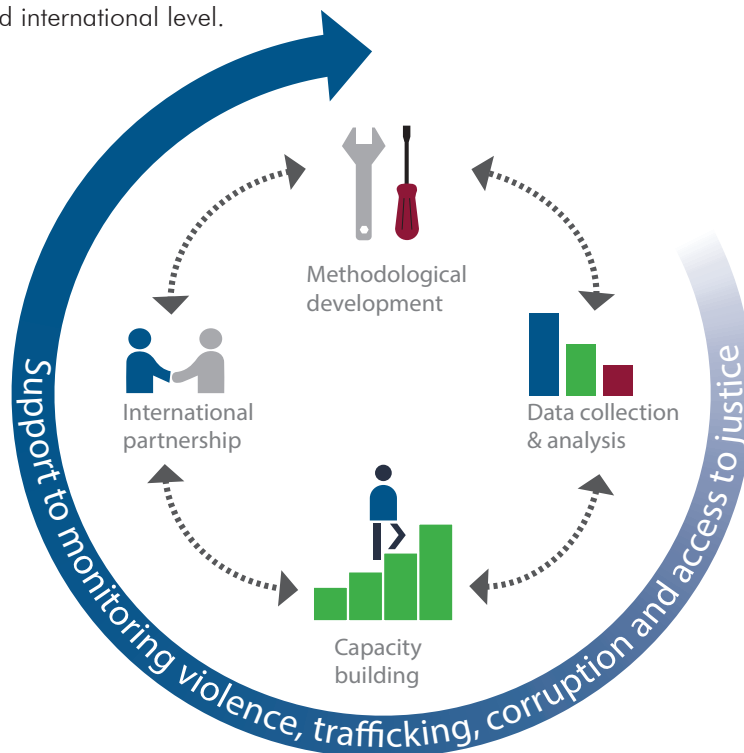 d international level.
Methodological
development
International
partnership
Data collection
& analysis
Capacity
building
Support to monitoring violence, trafficking, corruption and access to justice